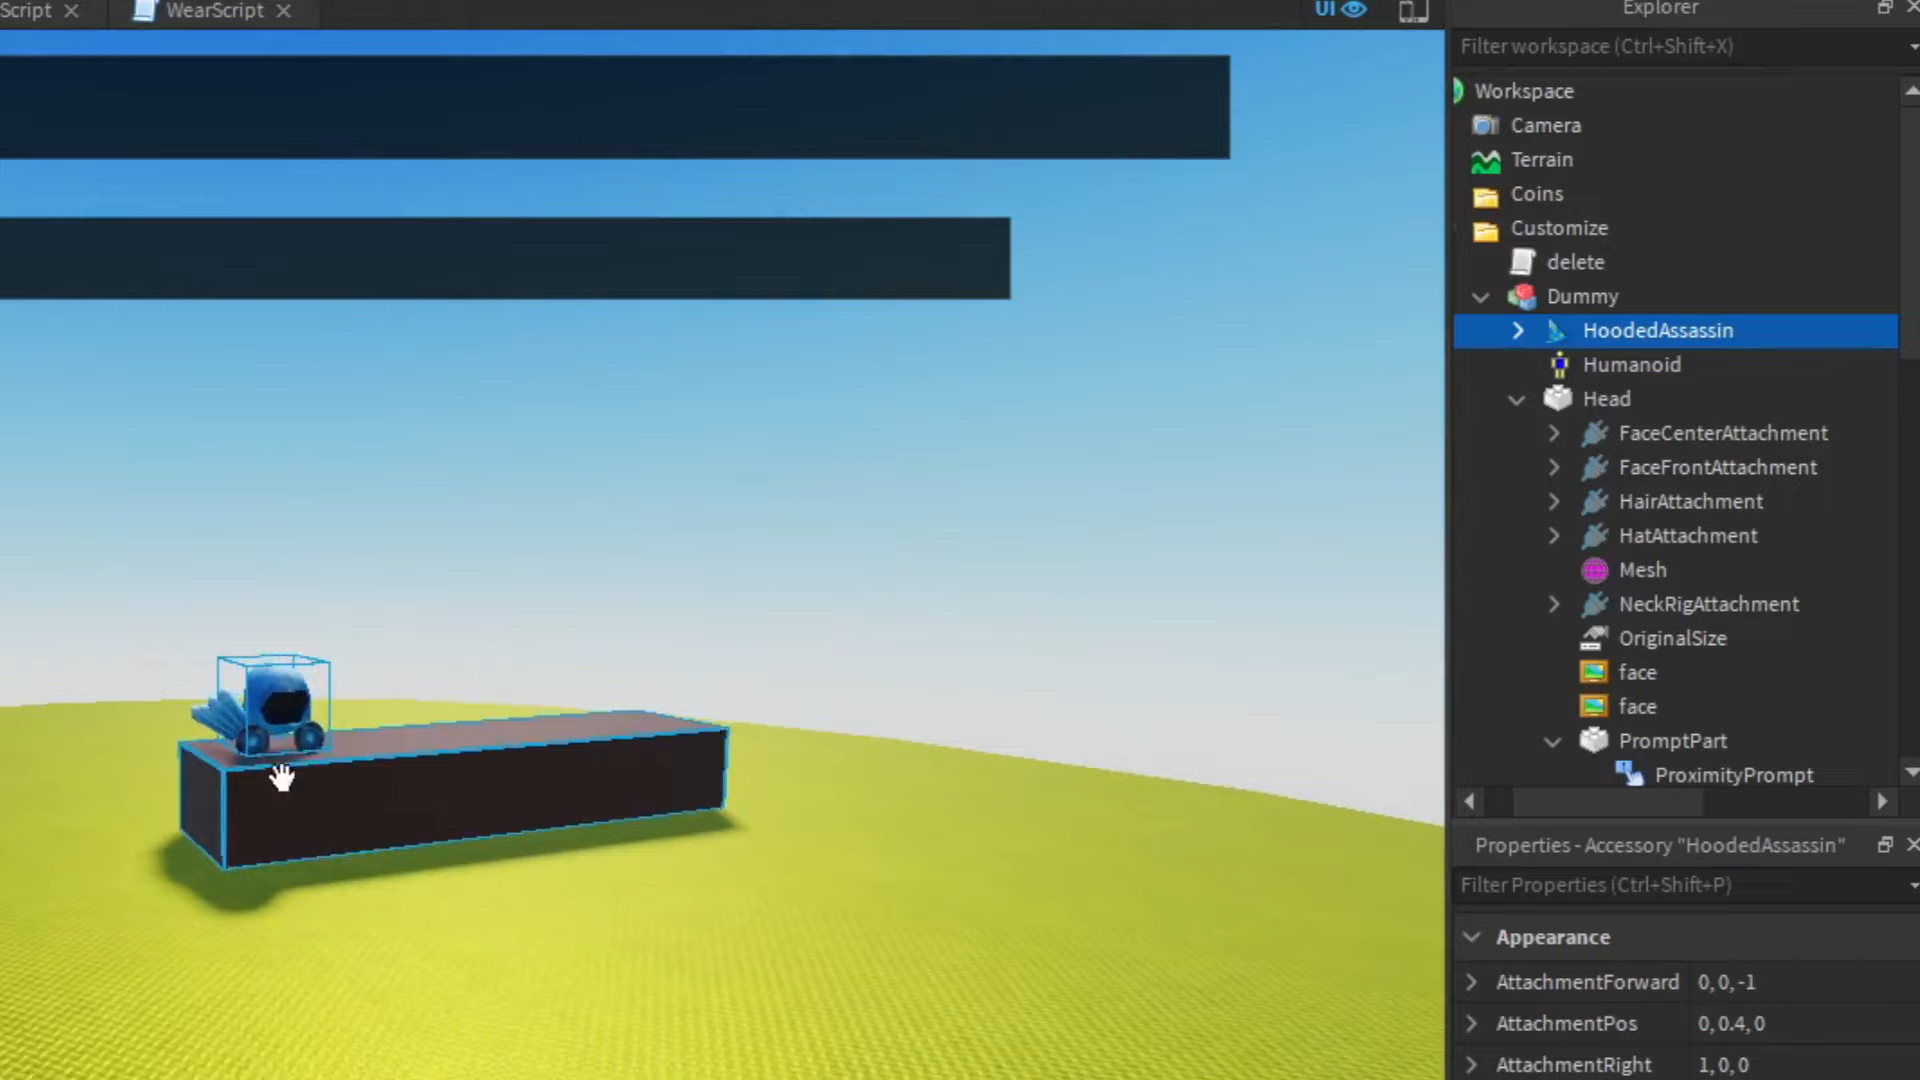 Script
WearScript
UI
Explorer
Filter workspace (Ctrl+Shift+X)
Workspace
Camera
Terrain
Coins
Customize
delete
Dummy
HoodedAssassin
Humanoid
Head
FaceCenterAttachment
FaceFrontAttachment
HairAttachment
HatAttachment
Mesh
NeckRigAttachment
OriginalSize
face
face
PromptPart
ProximityPrompt
Properties - Accessory "HoodedAssassin"
Filter Properties (Ctrl+Shift+P)
Appearance
AttachmentForward 0, 0, -1
AttachmentPos 0, 0.4, 0
AttachmentRight 1, 0, 0